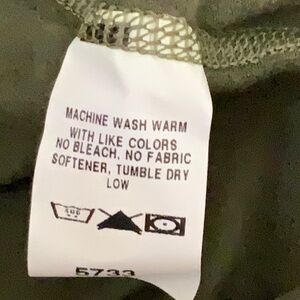 MACHINE WASH WARM
WITH LIKE COLORS
NO BLEACH, NO FABRIC
SOFTENER, TUMBLE DRY
LOW
5733